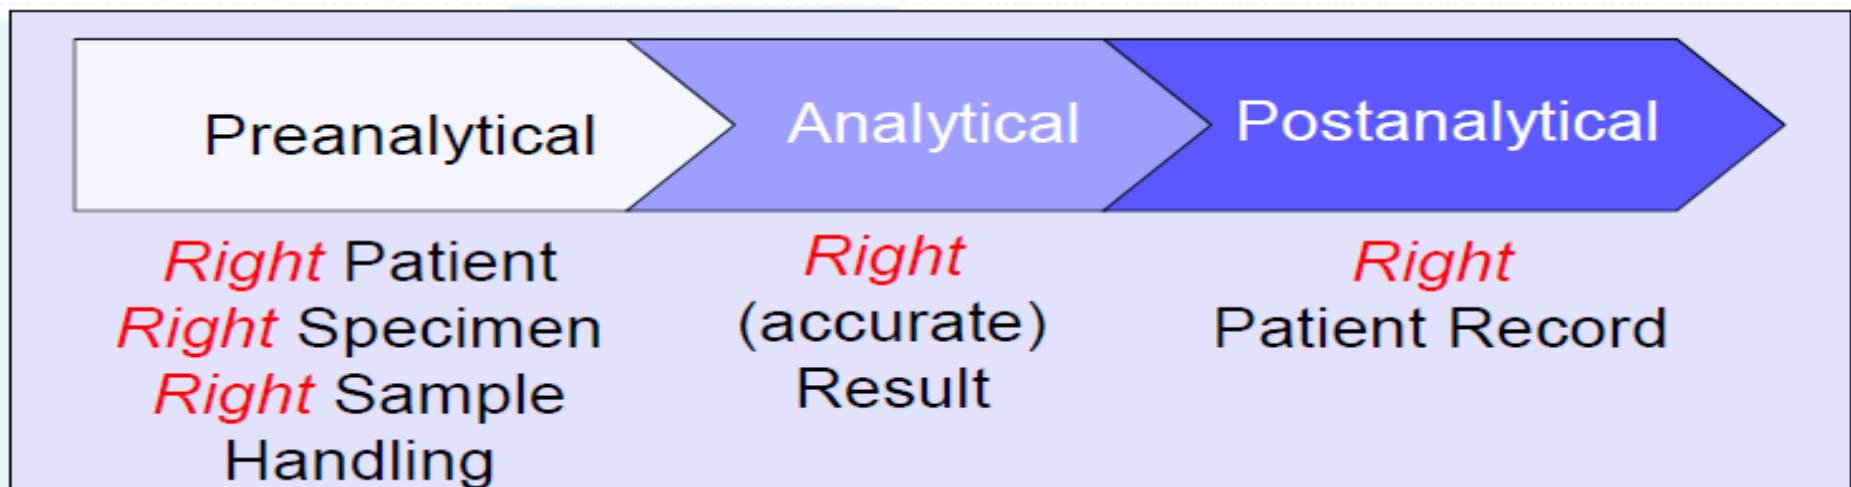 Preanalytical
Analytical
Postanalytical
Right Patient
Right Specimen
Right Sample
Handling
Right
(accurate)
Result
Right
Patient Record